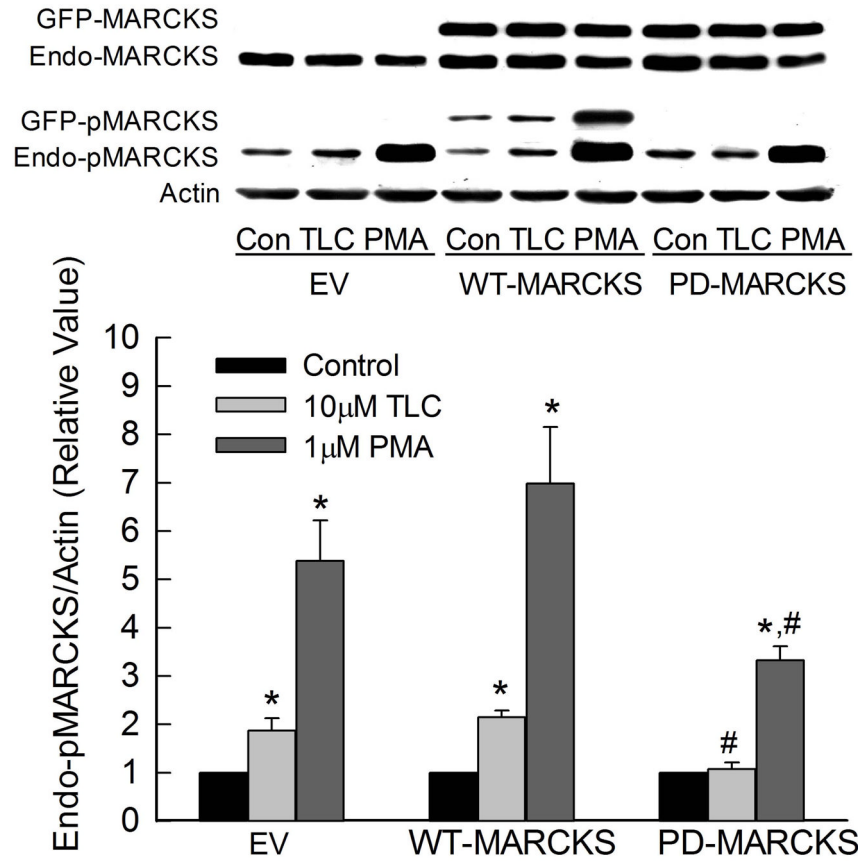 GFP-MARCKS
Endo-MARCKS
GFP-pMARCKS
Endo-pMARCKS
Actin
Con TLC PMA Con TLC PMA Con TLC PMA
EV WT-MARCKS PD-MARCKS
Endo-pMARCKS/Actin (Relative Value)
10
9
8
7
6
5
4
3
2
1
0
Control
10μM TLC
1μM PMA
*
*
*
*
#
*,#
EV WT-MARCKS PD-MARCKS